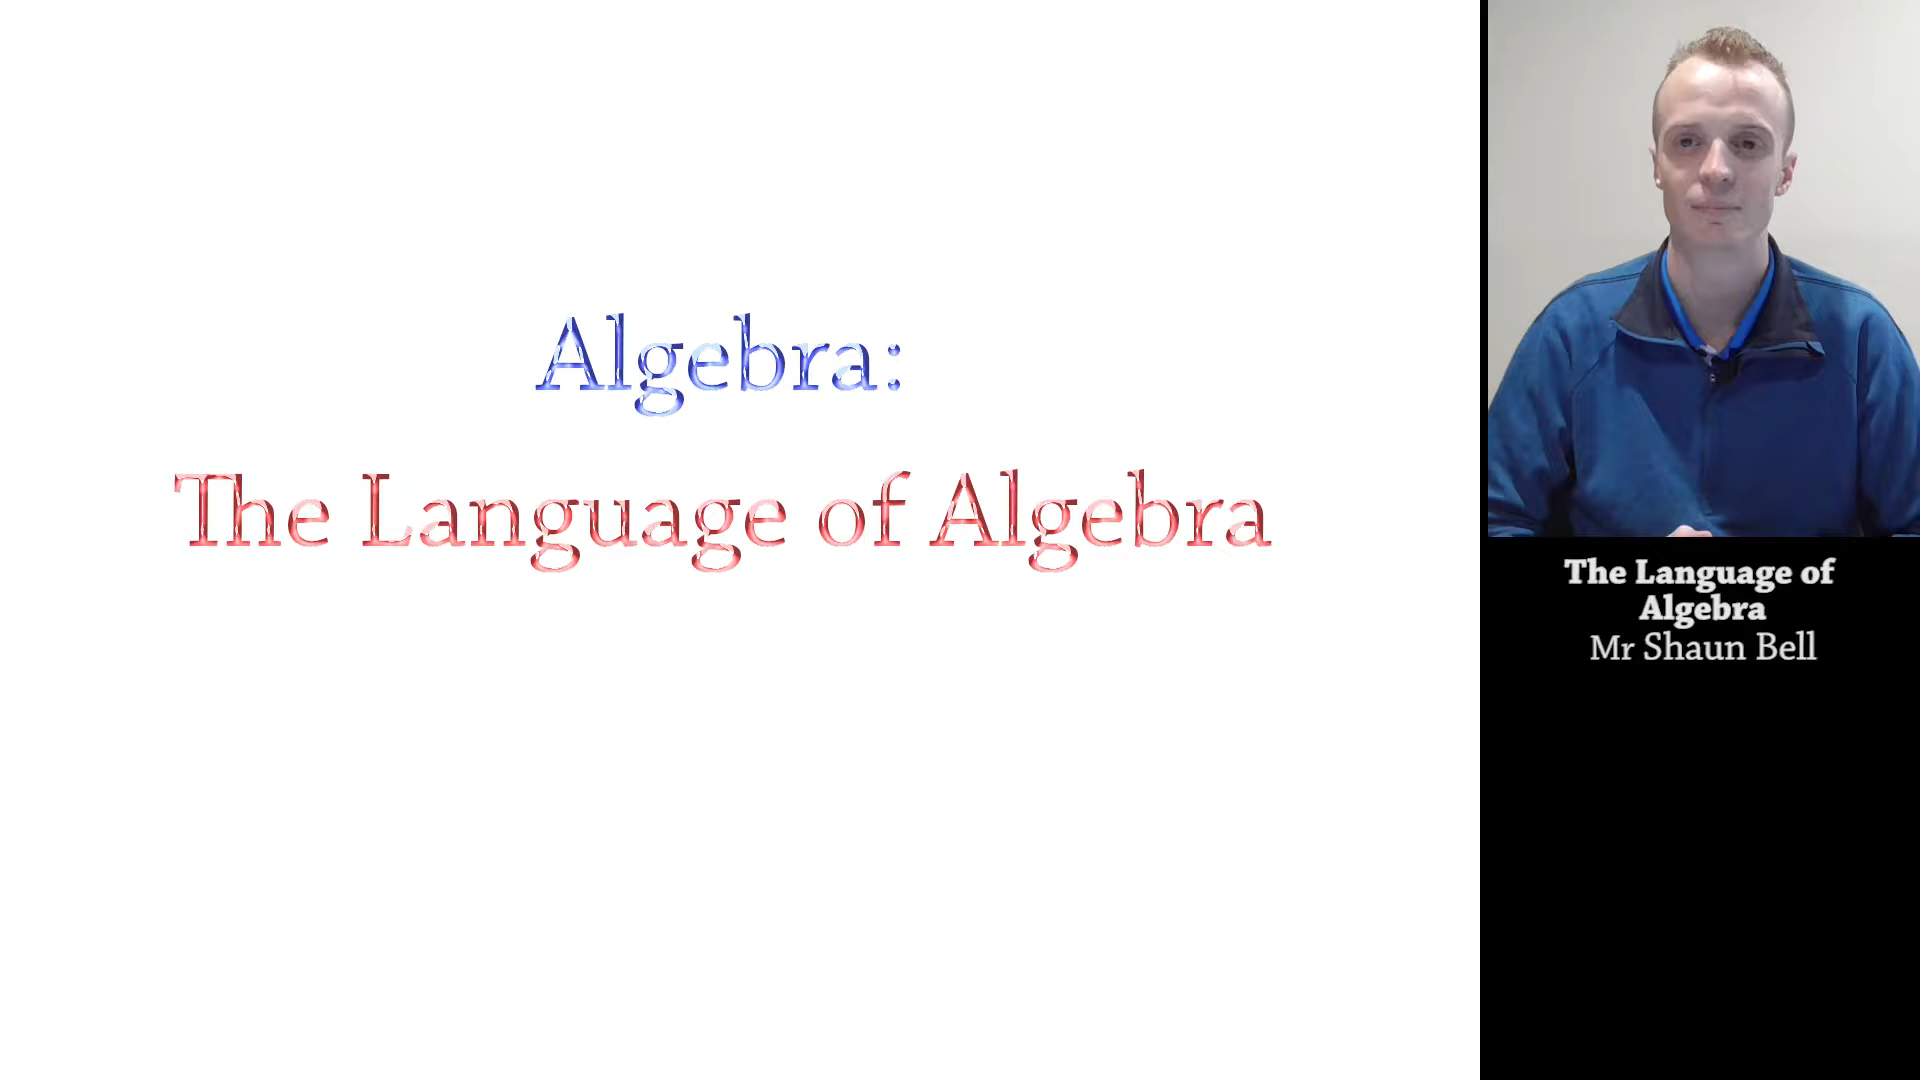 Algebra:
The Language of Algebra
The Language of
Algebra
Mr Shaun Bell